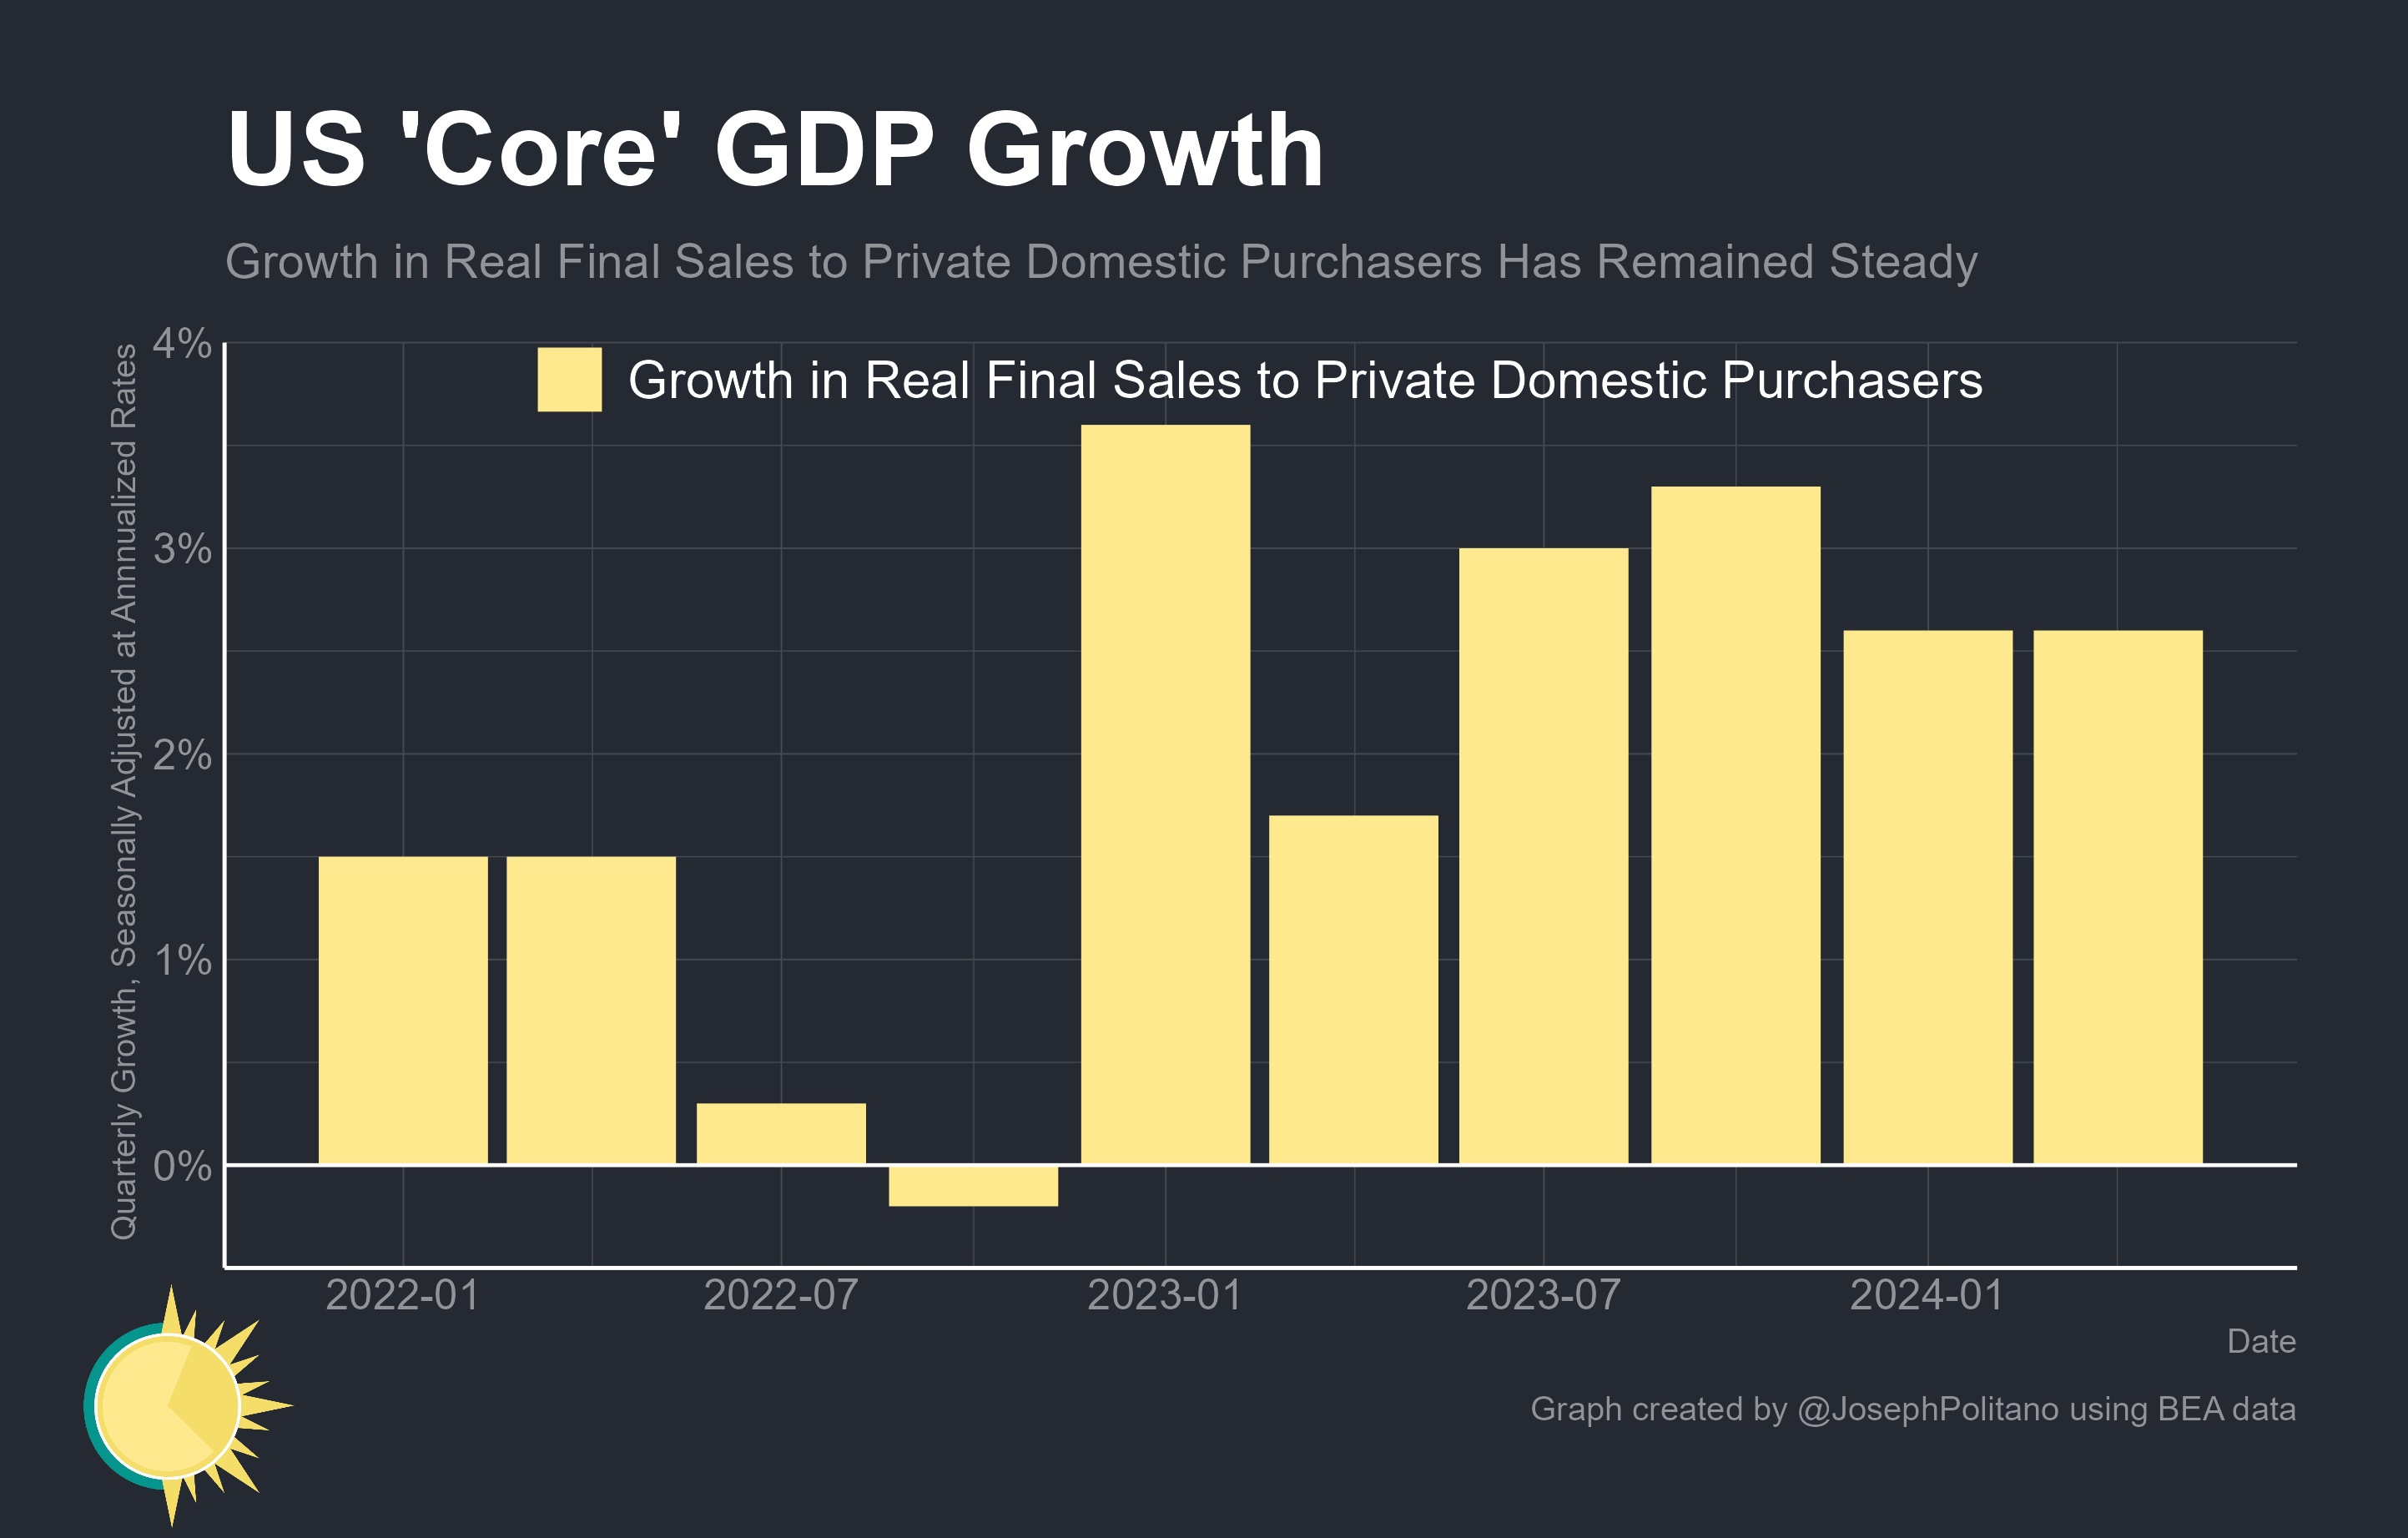 US 'Core' GDP Growth
Growth in Real Final Sales to Private Domestic Purchasers Has Remained Steady
Quarterly Growth, Seasonally Adjusted at Annualized Rates
4%
3%
2%
1%
0%
Growth in Real Final Sales to Private Domestic Purchasers
2022-01
2022-07
2023-01
2023-07
2024-01
Date
Graph created by @JosephPolitano using BEA data